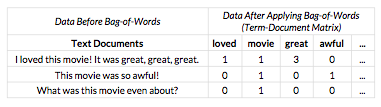 Data Before Bag-of-Words Data After Applying Bag-of-Words
(Term-Document Matrix)
Text Documents loved movie great awful ...
I loved this movie! It was great, great, great. 1 1 3 0 ...
This movie was so awful! 0 1 0 1 ...
What was this movie even about? 0 1 0 0 ...